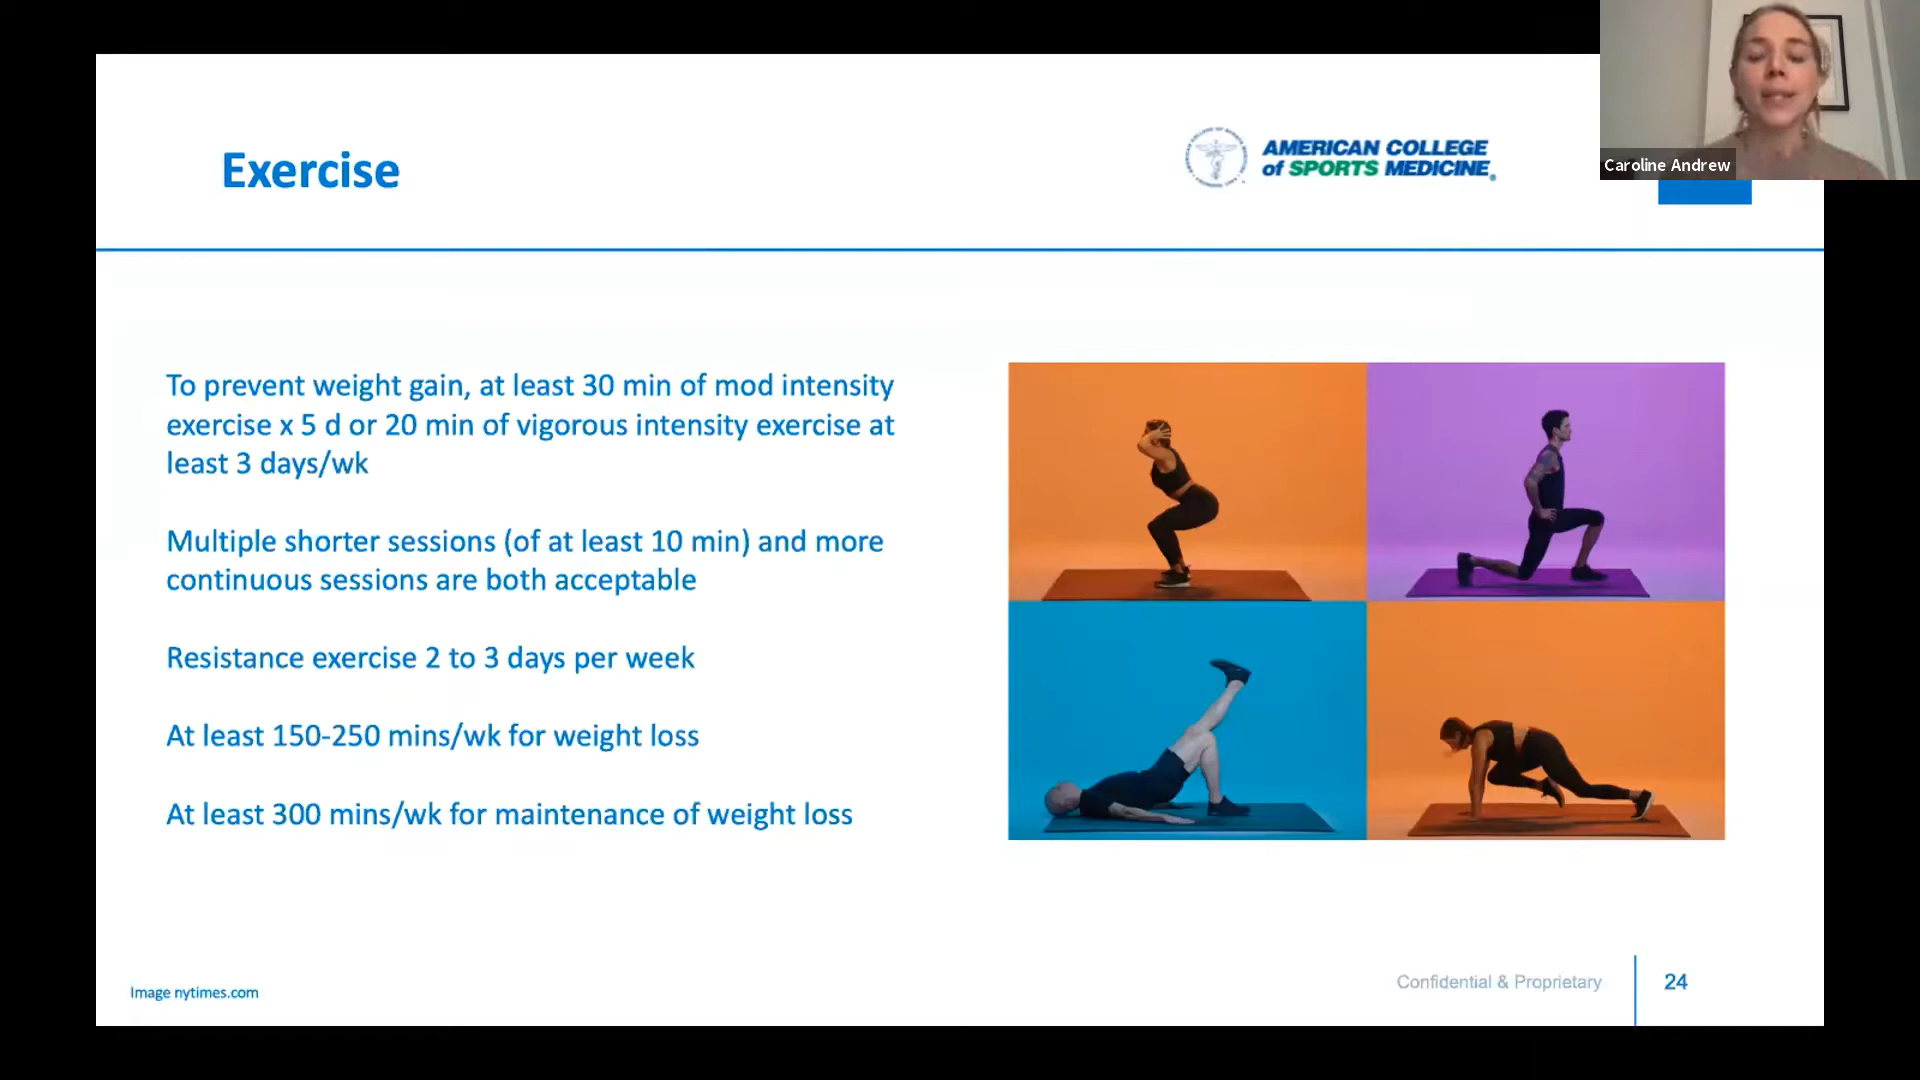 Exercise
AMERICAN COLLEGE
of SPORTS MEDICINE
Caroline Andrew
To prevent weight gain, at least 30 min of mod intensity
exercise x 5 d or 20 min of vigorous intensity exercise at
least 3 days/wk
Multiple shorter sessions (of at least 10 min) and more
continuous sessions are both acceptable
Resistance exercise 2 to 3 days per week
At least 150-250 mins/wk for weight loss
At least 300 mins/wk for maintenance of weight loss
Image nytimes.com
Confidential & Proprietary
24